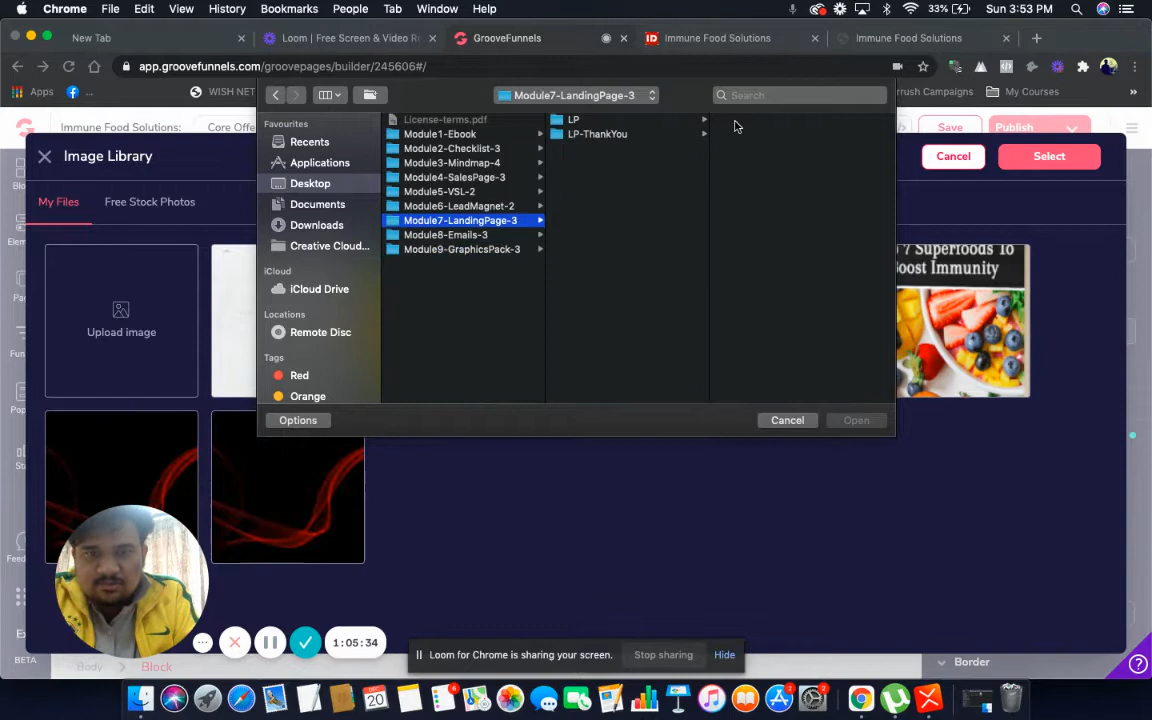 Chrome File Edit View History Bookmarks People Tab Window Help 33% Sun 3:53 PM
New Tab Loom | Free Screen & Video Re GrooveFunnels Immune Food Solutions Immune Food Solutions
app.groovefunnels.com/groovepages/builder/245606#/
Apps ... WISH NET rush Campaigns My Courses »
Immune Food Solutions: Core Offe Save Publish
Module7-LandingPage-3 Search
Image Library Cancel Select
My Files Free Stock Photos
Upload image
Favourites
Recents
Applications
Desktop
Documents
Downloads
Creative Cloud...
iCloud
iCloud Drive
Locations
Remote Disc
Tags
Red
Orange
License-terms.pdf
Module1-Ebook
Module2-Checklist-3
Module3-Mindmap-4
Module4-SalesPage-3
Module5-VSL-2
Module6-LeadMagnet-2
Module7-LandingPage-3
Module8-Emails-3
Module9-GraphicsPack-3
LP
LP-ThankYou
7 Superfoods To
oost Immunity
Options Cancel Open
1:05:34
Loom for Chrome is sharing your screen. Stop sharing Hide
BETA Body Block Border
DEC
20
6
2
2